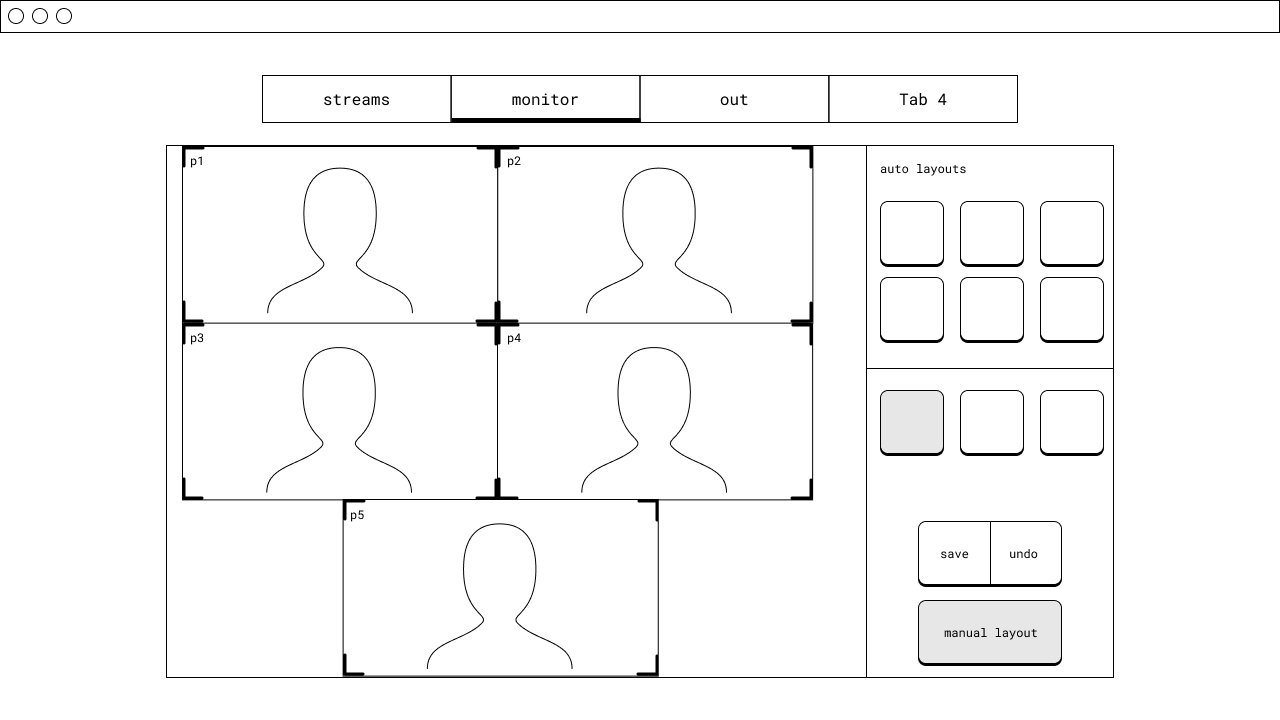 streams
monitor
out
Tab 4
p1
p2
auto layouts
p3
p4
p5
save
undo
manual layout